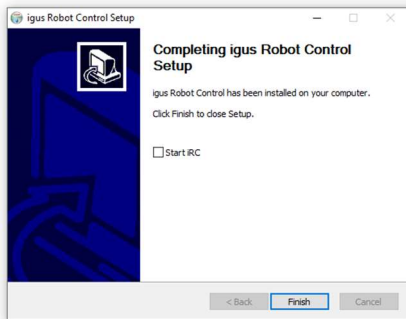 igus Robot Control Setup
Completing igus Robot Control
Setup
igus Robot Control has been installed on your computer.
Click Finish to close Setup.
Start iRC
< Back
Finish
Cancel